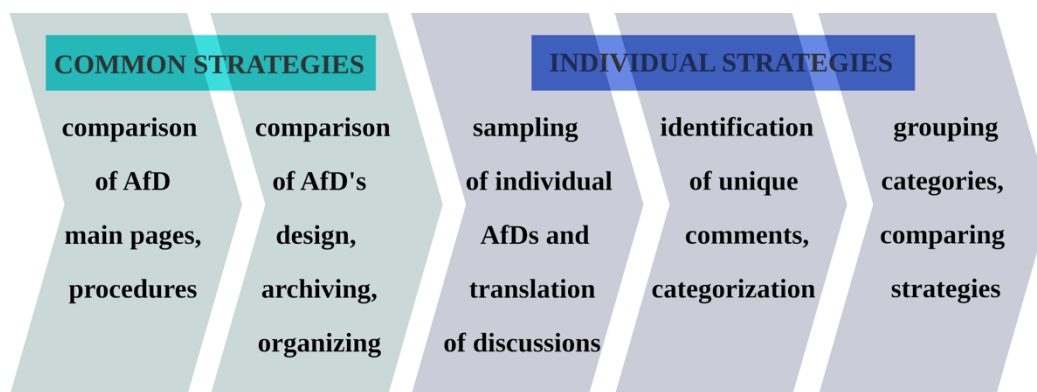 COMMON STRATEGIES
INDIVIDUAL STRATEGIES
comparison
of AfD
main pages,
procedures
comparison
of AfD's
design,
archiving,
organizing
sampling
of individual
AfDs and
translation
of discussions
identification
of unique
comments,
categorization
grouping
categories,
comparing
strategies